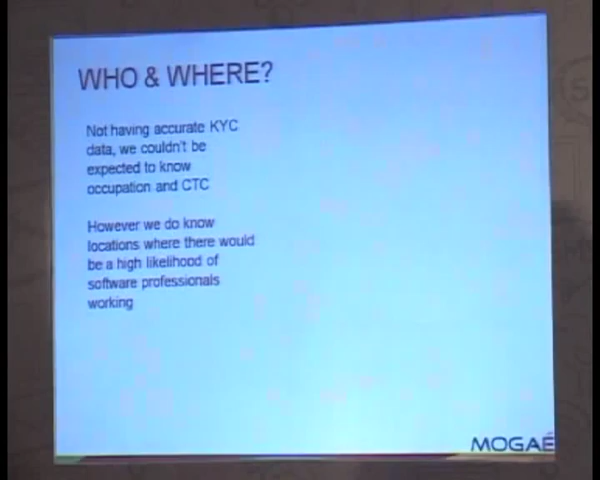 WHO & WHERE?
Not having accurate KYC
data, we couldn't be
expected to know
occupation and CTC
However we do know
locations where there would
be a high likelihood of
software professionals
working
MOGAÉ